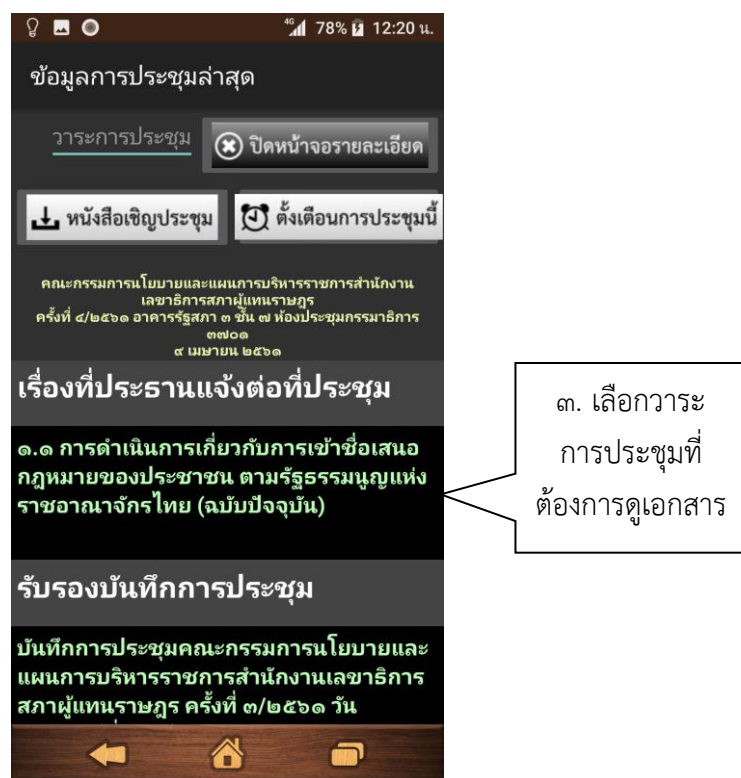 4G 78% 12:20 น.
ข้อมูลการประชุมล่าสุด
วาระการประชุม
ปิดหน้าจอรายละเอียด
หนังสือเชิญประชุม
ตั้งเตือนการประชุมนี้
คณะกรรมการนโยบายและแผนการบริหารราชการสำนักงาน
เลขาธิการสภาผู้แทนราษฎร
ครั้งที่ ๔/๒๕๖๑ อาคารรัฐสภา ๓ ชั้น ๗ ห้องประชุมกรรมาธิการ
๓๗๐๑
๙ เมษายน ๒๕๖๑
เรื่องที่ประธานแจ้งต่อที่ประชุม
๑.๑ การดำเนินการเกี่ยวกับการเข้าชื่อเสนอ
กฎหมายของประชาชน ตามรัฐธรรมนูญแห่ง
ราชอาณาจักรไทย (ฉบับปัจจุบัน)
๓. เลือกวาระ
การประชุมที่
ต้องการดูเอกสาร
รับรองบันทึกการประชุม
บันทึกการประชุมคณะกรรมการนโยบายและ
แผนการบริหารราชการสำนักงานเลขาธิการ
สภาผู้แทนราษฎร ครั้งที่ ๓/๒๕๖๑ วัน